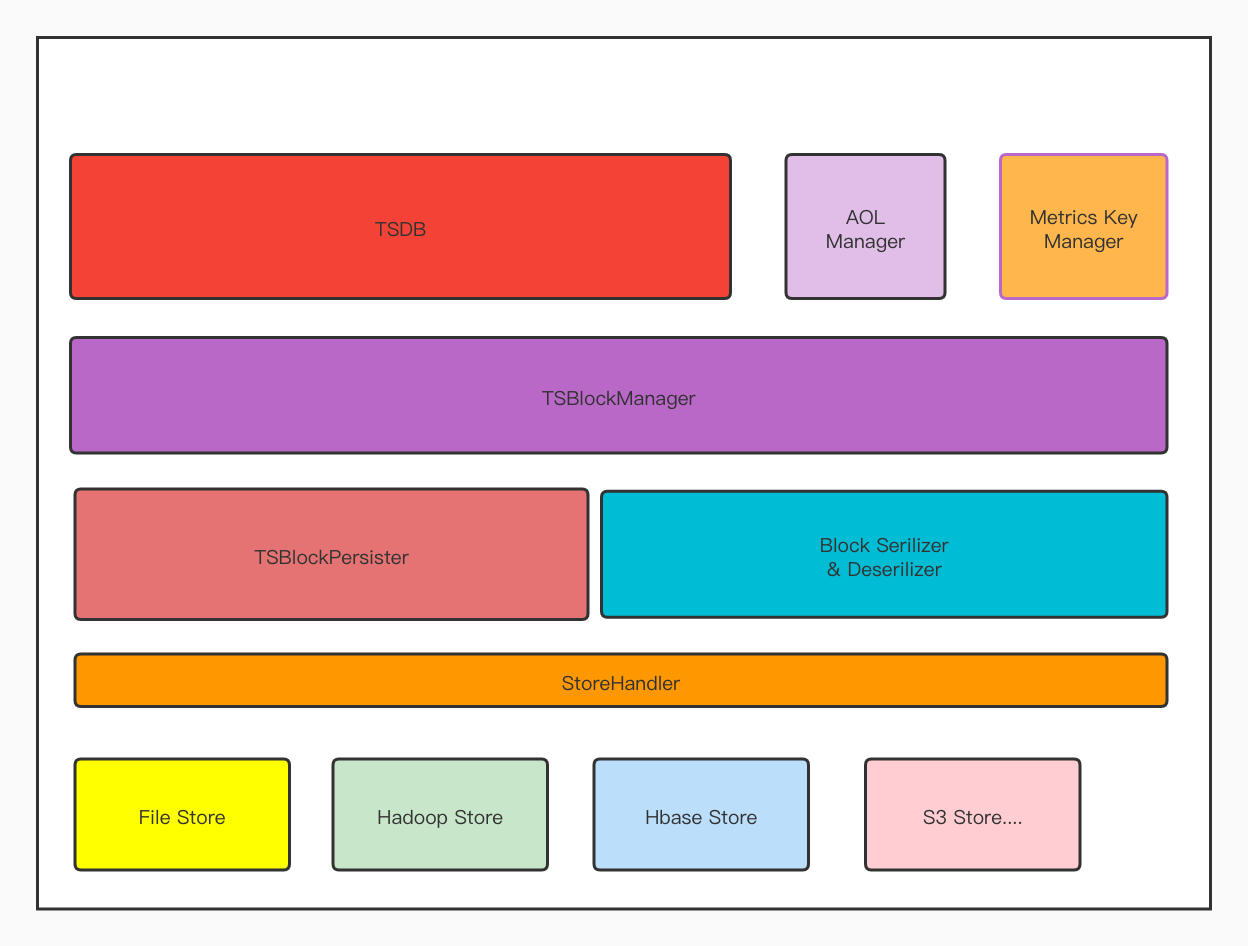 TSDB
AOL
Manager
Metrics Key
Manager
TSBlockManager
TSBlockPersister
Block Serilizer
& Deserilizer
StoreHandler
File Store
Hadoop Store
Hbase Store
S3 Store....